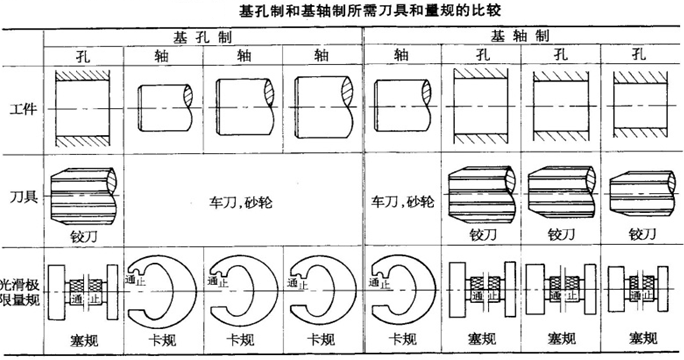 基孔制和基轴制所需刀具和量规的比较
基孔制 基轴制
孔 轴 轴 轴 轴 孔 孔 孔
工件
刀具 车刀,砂轮 车刀,砂轮
铰刀 铰刀 铰刀 铰刀
光滑极
限量规
通 止 通 止 通 止 通 止 通 止 通 止 通 止 通 止
塞规 卡规 卡规 卡规 卡规 塞规 塞规 塞规